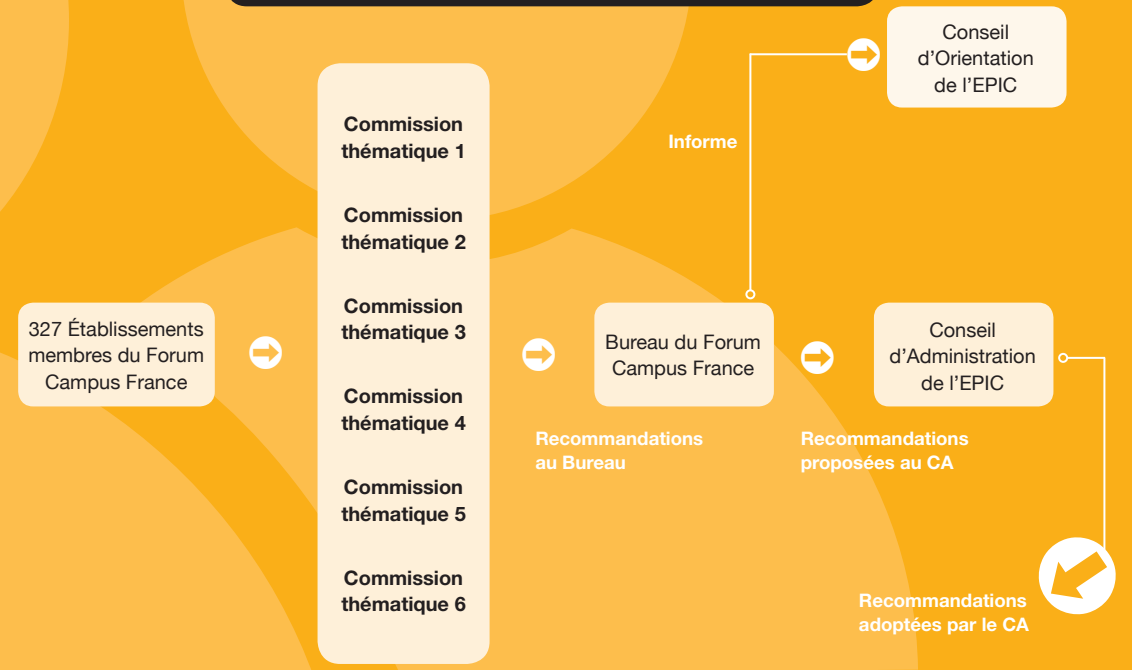 327 Établissements
membres du Forum
Campus France
Commission
thématique 1
Commission
thématique 2
Commission
thématique 3
Commission
thématique 4
Commission
thématique 5
Commission
thématique 6
Recommandations
au Bureau
Bureau du Forum
Campus France
Informe
Conseil
d’Orientation
de l’EPIC
Recommandations
proposées au CA
Conseil
d’Administration
de l’EPIC
Recommandations
adoptées par le CA